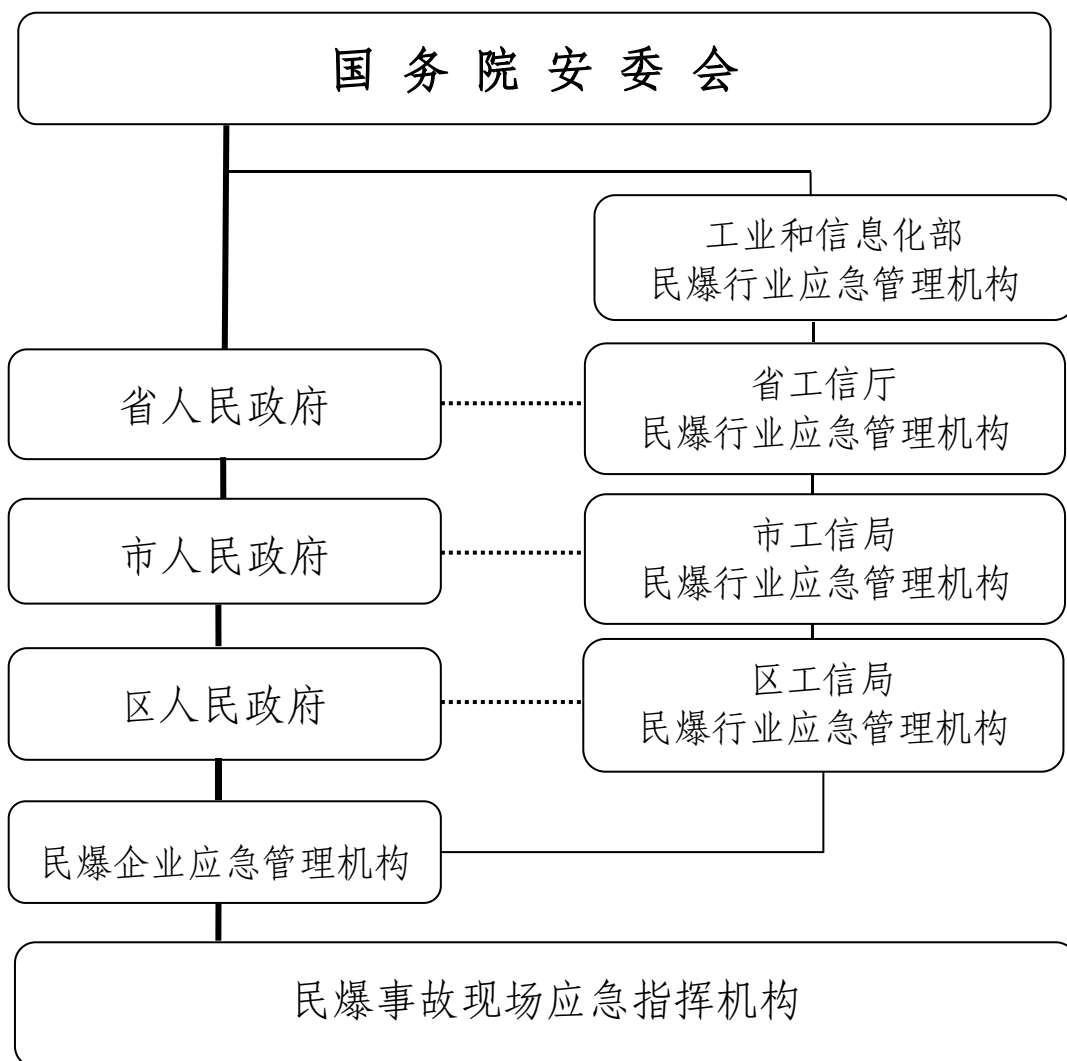 国务院安委会
工业和信息化部
民爆行业应急管理机构
省人民政府
省工信厅
民爆行业应急管理机构
市人民政府
市工信局
民爆行业应急管理机构
区人民政府
区工信局
民爆行业应急管理机构
民爆企业应急管理机构
民爆事故现场应急指挥机构